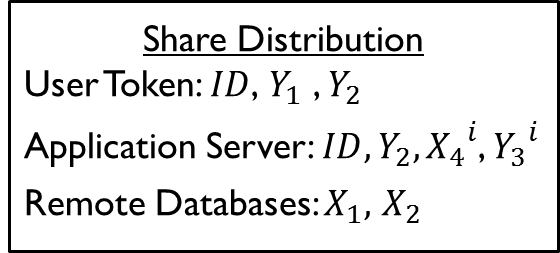 Share Distribution
User Token: ID, Y₁ , Y₂
Application Server: ID, Y₂, X₄ⁱ, Y₃ⁱ
Remote Databases: X₁, X₂